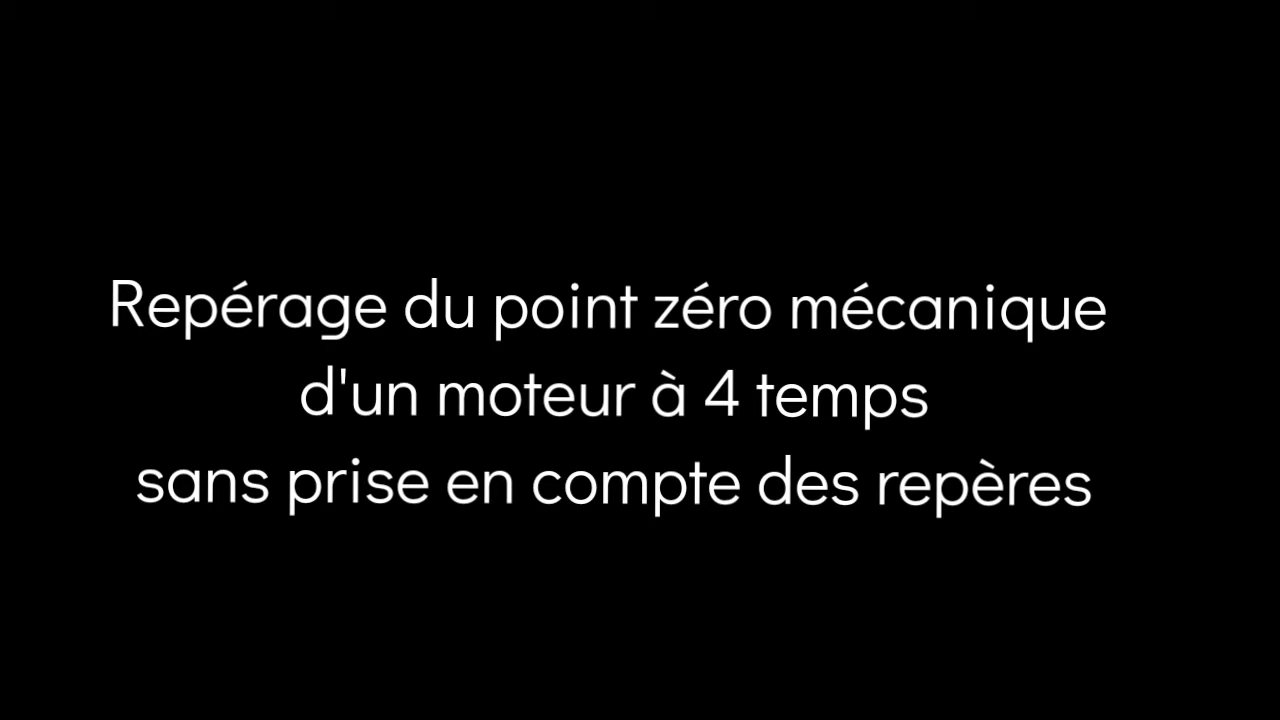 Repérage du point zéro mécanique
d'un moteur à 4 temps
sans prise en compte des repères